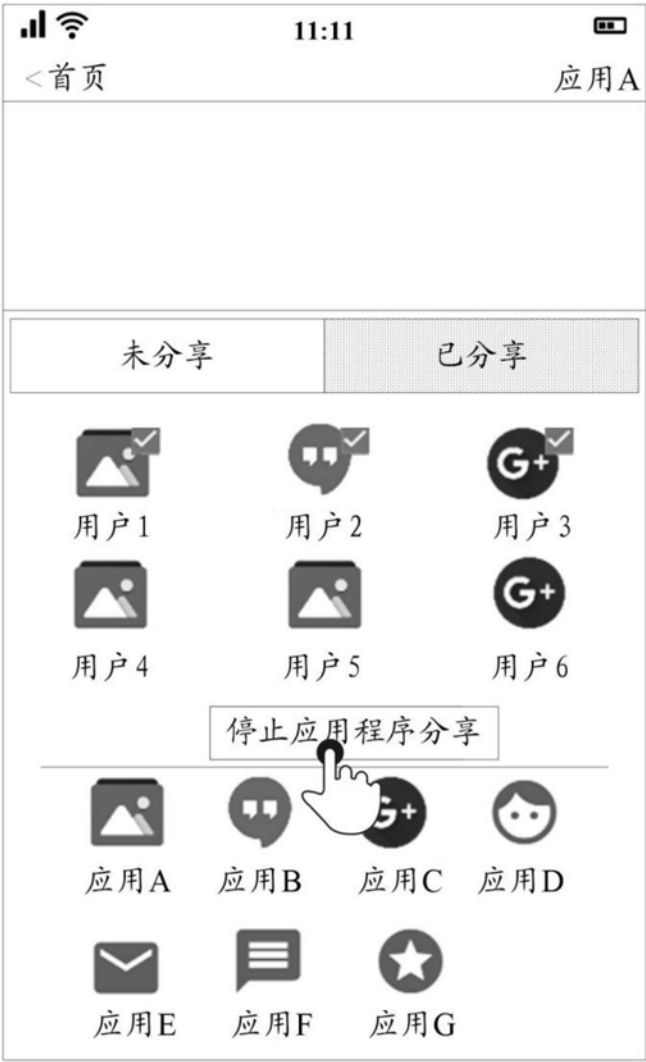 11:11
<首页 应用A
未分享 已分享
用户1 用户2 用户3
用户4 用户5 用户6
停止应用程序分享
G+
应用A 应用B 应用C 应用D
应用E 应用F 应用G